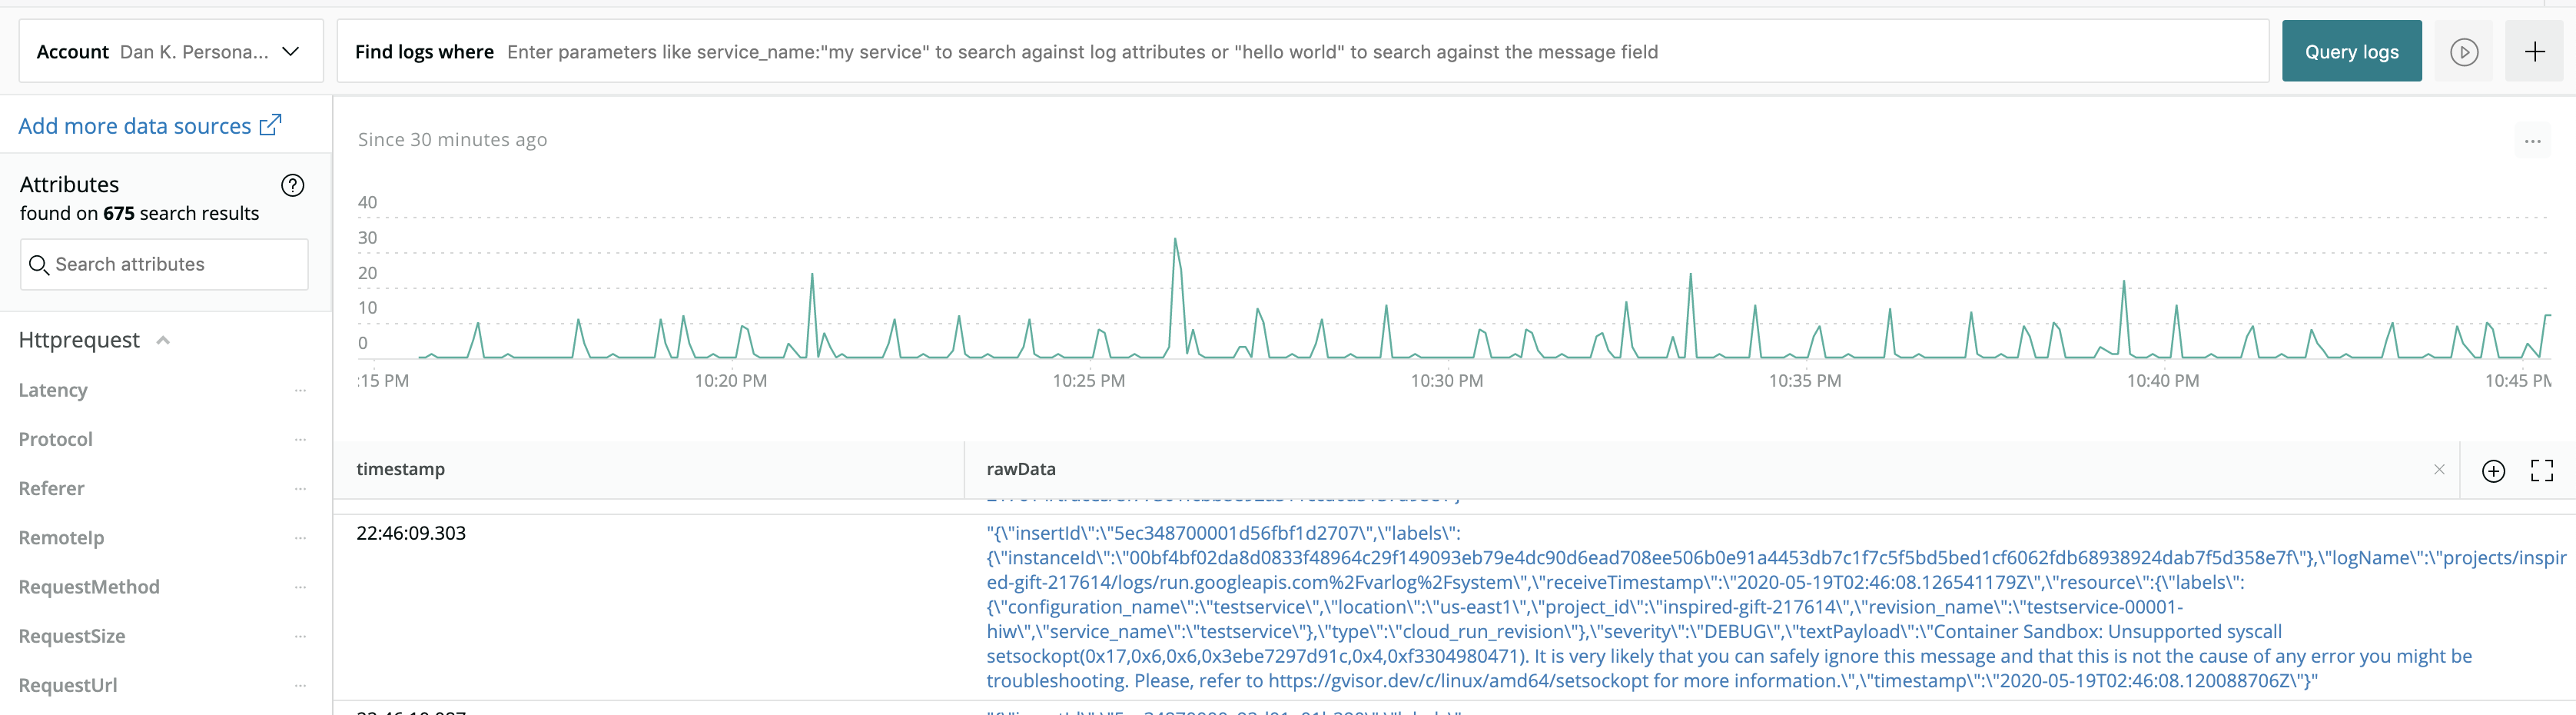 Account Dan K. Persona...
Find logs where Enter parameters like service_name:"my service" to search against log attributes or "hello world" to search against the message field
Query logs
Add more data sources
Attributes
found on 675 search results
Search attributes
Httprequest
Latency
Protocol
Referer
RemoteIp
RequestMethod
RequestSize
RequestUrl
Since 30 minutes ago
40
30
20
10
0
:15 PM
10:20 PM
10:25 PM
10:30 PM
10:35 PM
10:40 PM
10:45 PM
timestamp
rawData
22:46:09.303
"{\"insertId\":\"5ec348700001d56fbf1d2707\",\"labels\":
{\"instanceId\":\"00bf4bf02da8d0833f48964c29f149093eb79e4dc90d6ead708ee506b0e91a4453db7c1f7c5f5bd5bed1cf6062fdb68938924dab7f5d358e7f\"},\"logName\":\"projects/inspir
ed-gift-217614/logs/run.googleapis.com%2Fvarlog%2Fsystem\",\"receiveTimestamp\":\"2020-05-19T02:46:08.126541179Z\",\"resource\":{\"labels\":
{\"configuration_name\":\"testservice\",\"location\":\"us-east1\",\"project_id\":\"inspired-gift-217614\",\"revision_name\":\"testservice-00001-
hiw\",\"service_name\":\"testservice\"},\"type\":\"cloud_run_revision\"},\"severity\":\"DEBUG\",\"textPayload\":\"Container Sandbox: Unsupported syscall
setsockopt(0x17,0x6,0x6,0x3ebe7297d91c,0x4,0xf3304980471). It is very likely that you can safely ignore this message and that this is not the cause of any error you might be
troubleshooting. Please, refer to https://gvisor.dev/c/linux/amd64/setsockopt for more information.\",\"timestamp\":\"2020-05-19T02:46:08.120088706Z\"}"